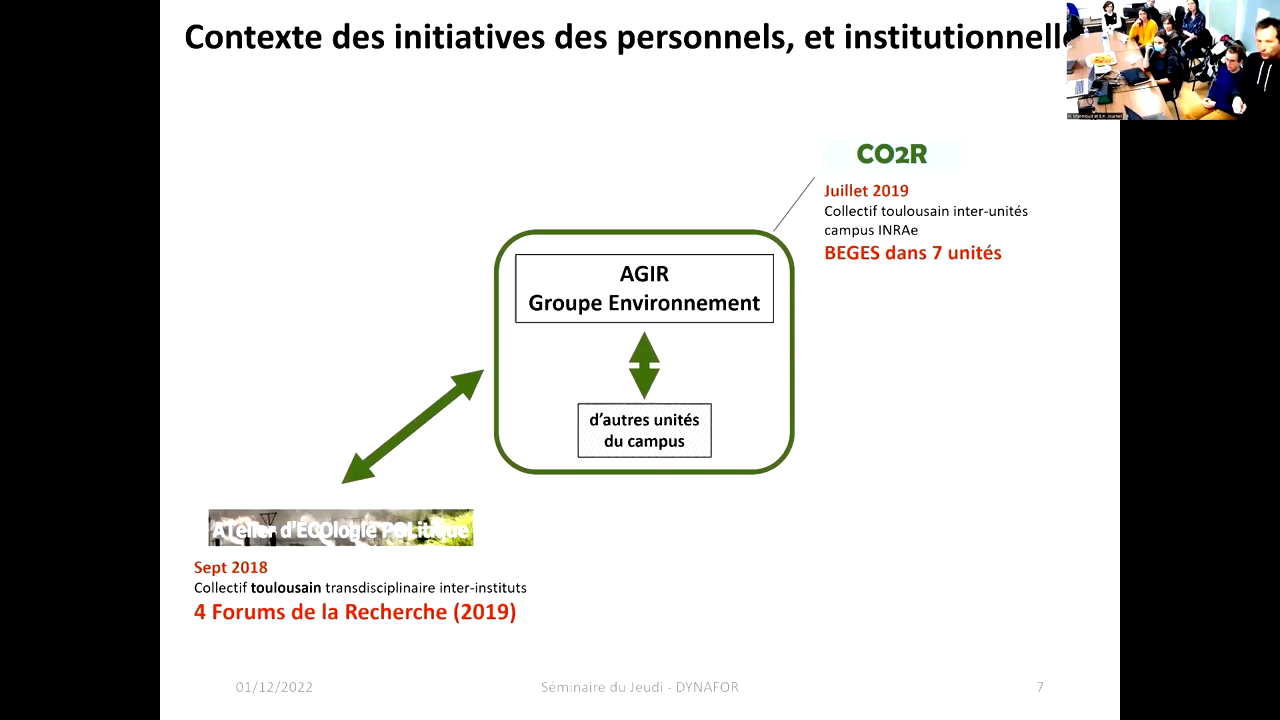 Contexte des initiatives des personnels, et institutionnell
CO2R
Juillet 2019
Collectif toulousain inter-unités
campus INRAe
BEGES dans 7 unités
AGIR
Groupe Environnement
d'autres unités
du campus
ATelier d'ECOlogie POLitique
Sept 2018
Collectif toulousain transdisciplinaire inter-instituts
4 Forums de la Recherche (2019)
01/12/2022
Séminaire du Jeudi - DYNAFOR
7